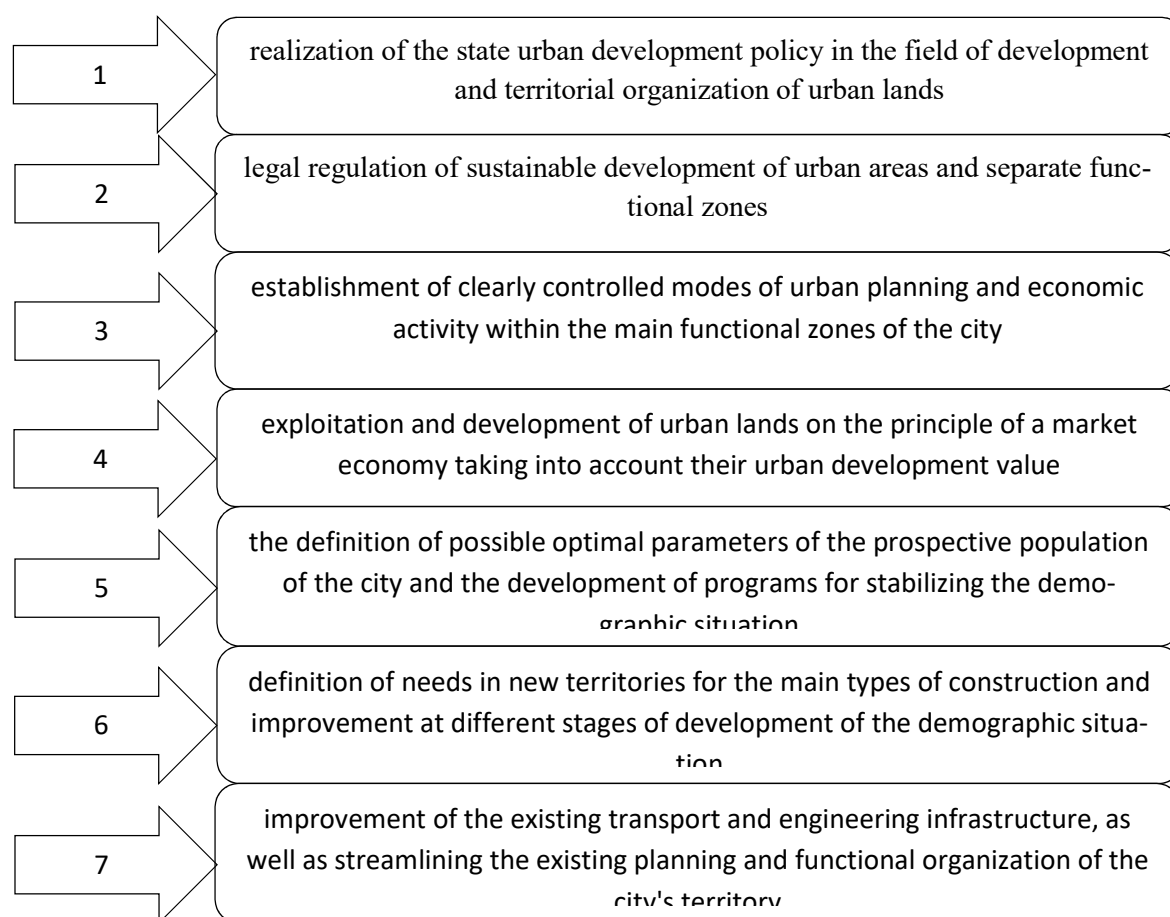 1
realization of the state urban development policy in the field of development
and territorial organization of urban lands
2
legal regulation of sustainable development of urban areas and separate func-
tional zones
3
establishment of clearly controlled modes of urban planning and economic
activity within the main functional zones of the city
4
exploitation and development of urban lands on the principle of a market
economy taking into account their urban development value
5
the definition of possible optimal parameters of the prospective population
of the city and the development of programs for stabilizing the demo-
graphic situation
6
definition of needs in new territories for the main types of construction and
improvement at different stages of development of the demographic situa-
tion
7
improvement of the existing transport and engineering infrastructure, as
well as streamlining the existing planning and functional organization of the
city's territory